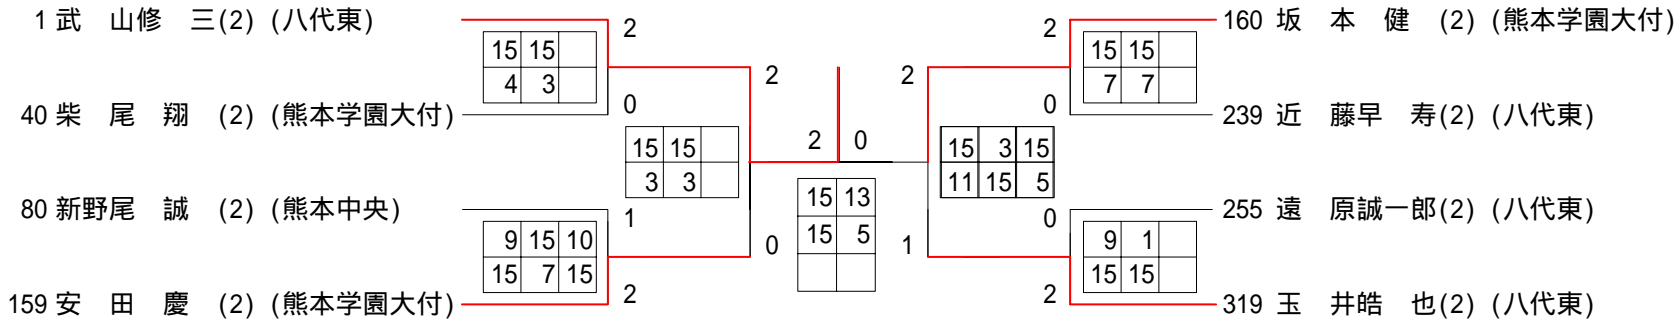 1 武　山修　三(2) (八代東)
2
15 15
4 3
40 柴　尾　翔　(2) (熊本学園大付)
0
2
15 15
3 3
80 新野尾　誠　(2) (熊本中央)
1
9 15 10
15 7 15
0
159 安　田　慶　(2) (熊本学園大付)
2
2 0
15 13
15 5
160 坂　本　健　(2) (熊本学園大付)
2
15 15
7 7
239 近　藤早　寿(2) (八代東)
0
2
15 3 15
11 15 5
255 遠　原誠一郎(2) (八代東)
0
9 1
15 15
1
319 玉　井皓　也(2) (八代東)
2